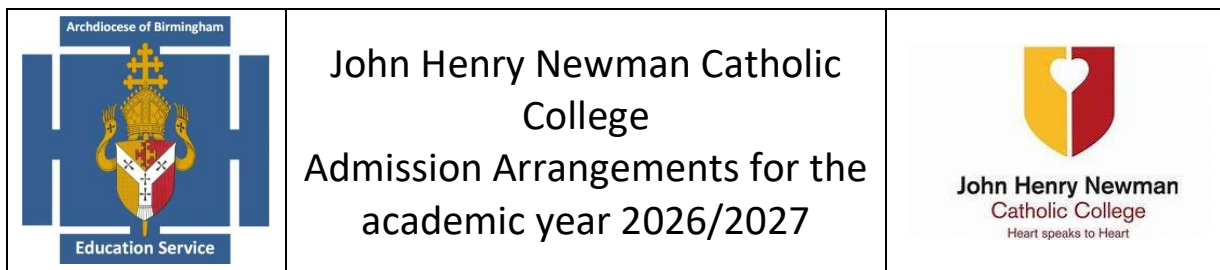 Archdiocese of Birmingham
Education Service
John Henry Newman Catholic
College
Admission Arrangements for the
academic year 2026/2027
John Henry Newman
Catholic College
Heart speaks to Heart